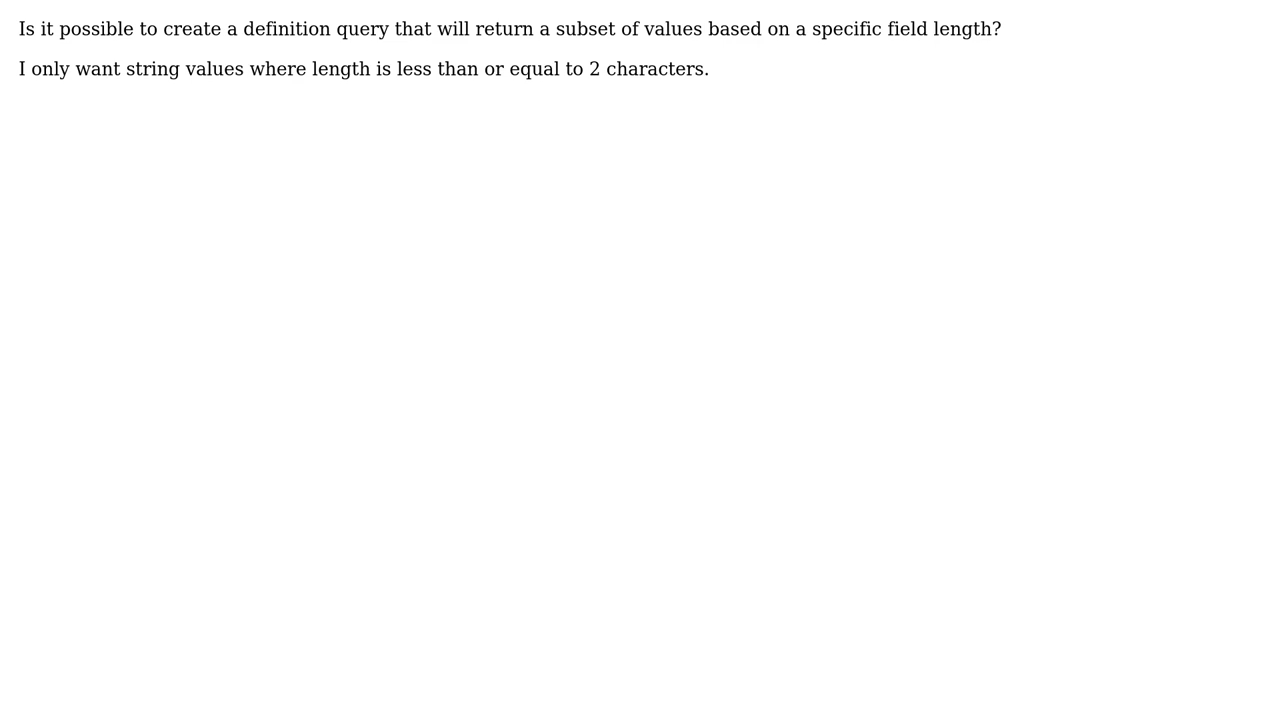 Is it possible to create a definition query that will return a subset of values based on a specific field length?
I only want string values where length is less than or equal to 2 characters.